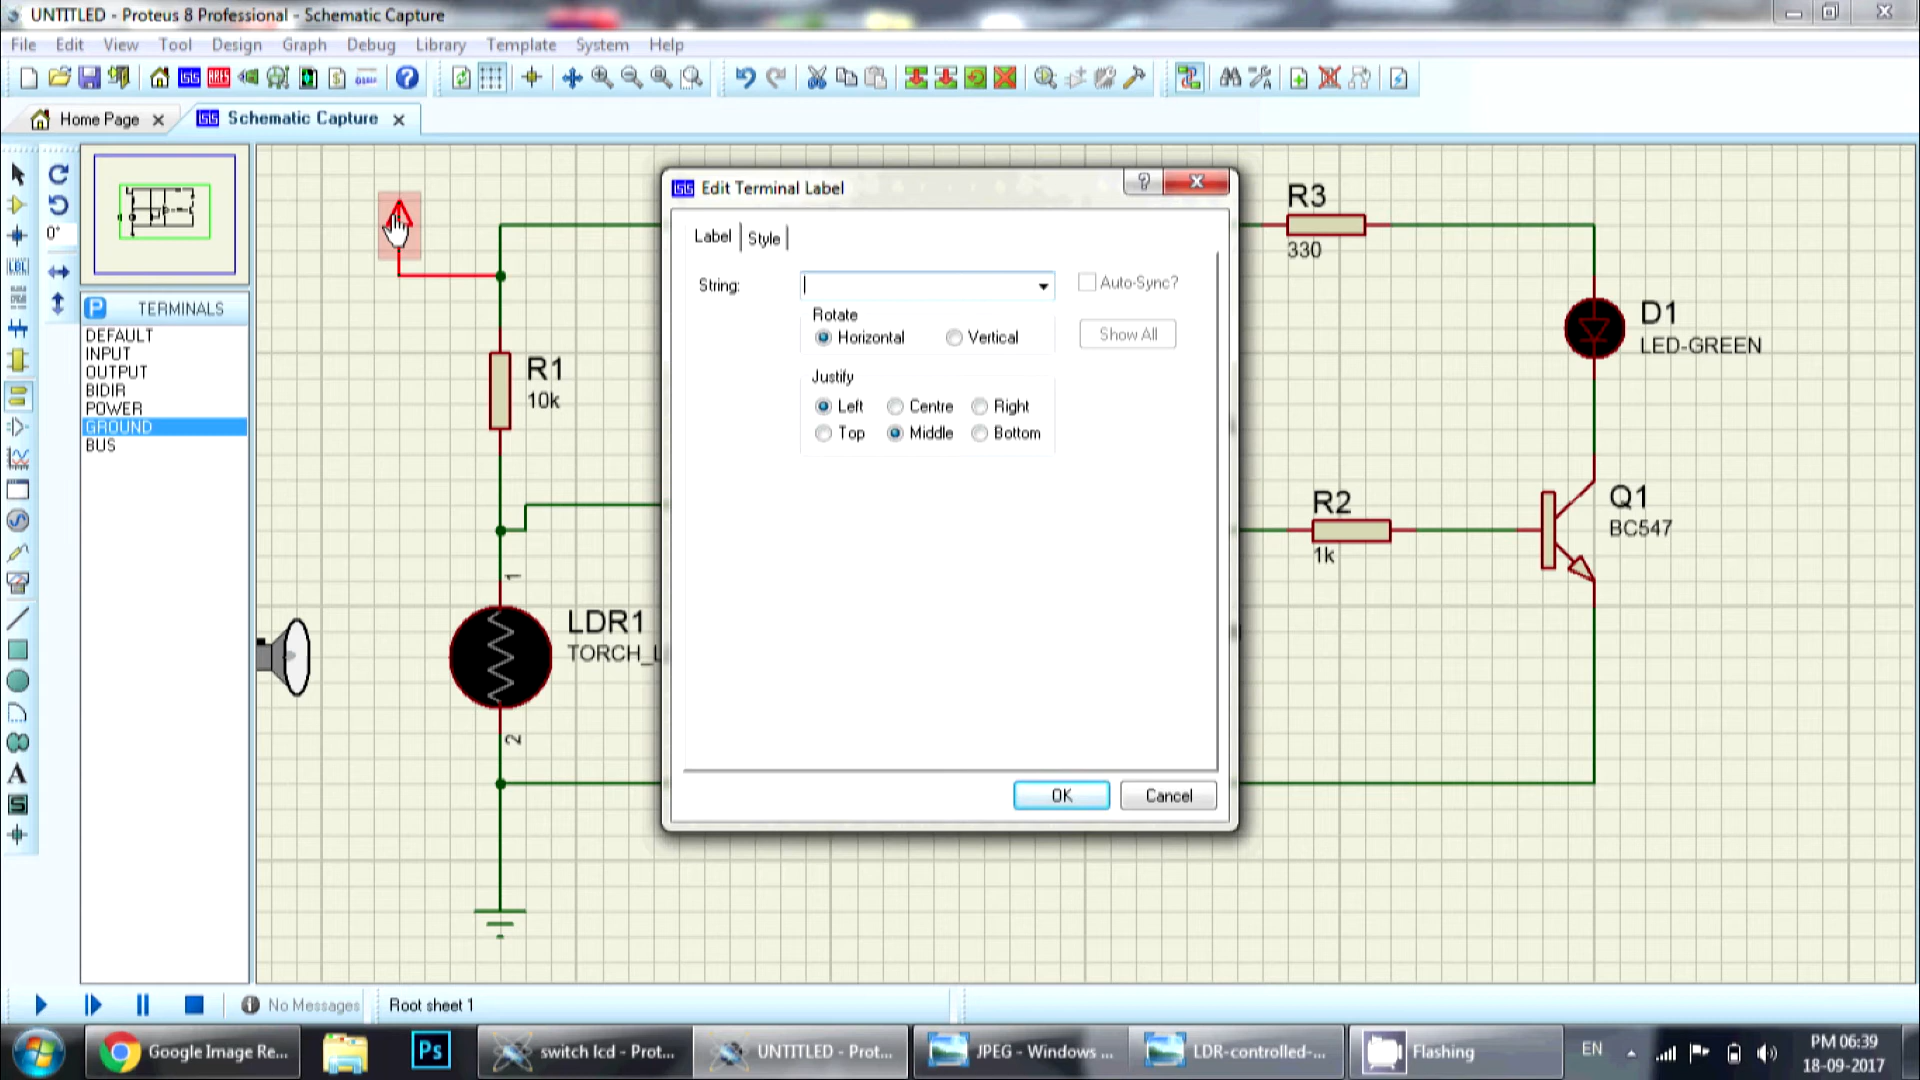 UNTITLED - Proteus 8 Professional - Schematic Capture
File Edit View Tool Design Graph Debug Library Template System Help
Home Page
Schematic Capture
0°
LBL
P TERMINALS
DEFAULT
INPUT
OUTPUT
BIDIR
POWER
GROUND
BUS
Edit Terminal Label
Label Style
String:
Auto-Sync?
Rotate
Horizontal Vertical
Show All
Justify
Left Centre Right
Top Middle Bottom
OK Cancel
R1
10k
1
LDR1
TORCH_L
2
R3
330
D1
LED-GREEN
R2
1k
Q1
BC547
No Messages
Root sheet 1
Google Image Re...
Ps
switch lcd - Prot...
UNTITLED - Prot...
JPEG - Windows ...
LDR-controlled-...
Flashing
EN
PM 06:39
18-09-2017